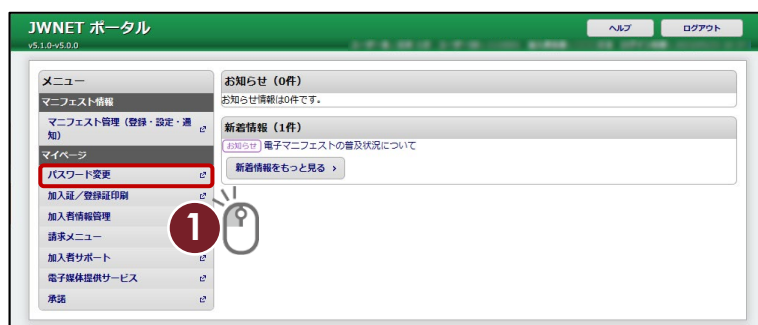 JWNET ポータル
v5.1.0-v5.0.0
ヘルプ
ログアウト
メニュー
マニフェスト情報
マニフェスト管理（登録・設定・通
知）
マイページ
パスワード変更
加入証／登録証印刷
加入者情報管理
請求メニュー
加入者サポート
電子媒体提供サービス
承諾
お知らせ（0件）
お知らせ情報は0件です。
新着情報（1件）
お知らせ 電子マニフェストの普及状況について
新着情報をもっと見る ›
1